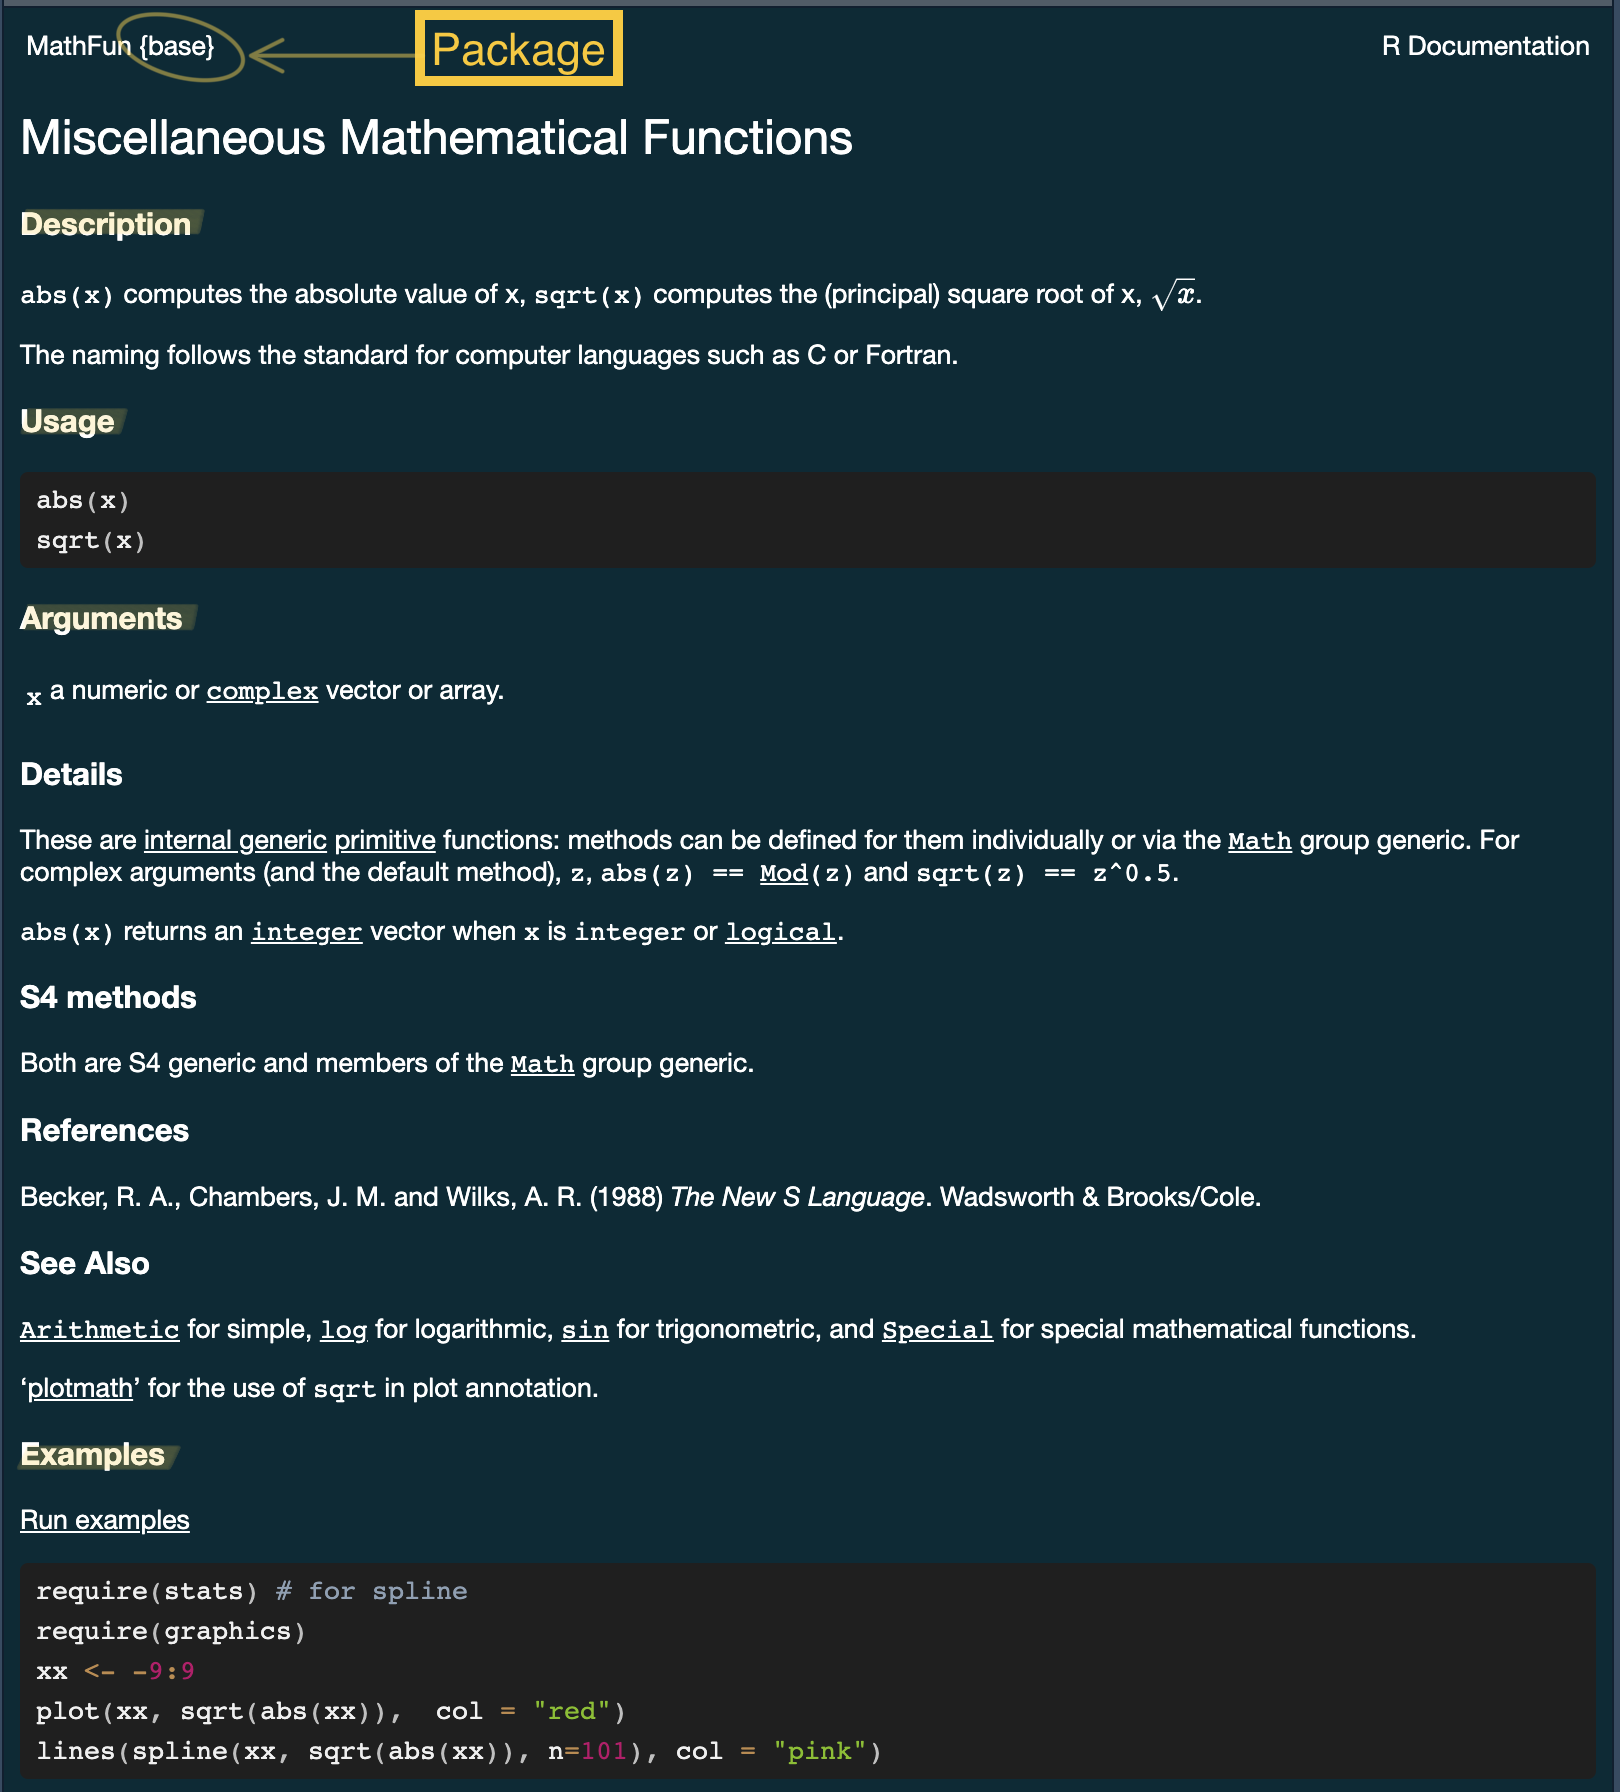 MathFun {base}
Package
R Documentation
Miscellaneous Mathematical Functions
Description
abs(x) computes the absolute value of x, sqrt(x) computes the (principal) square root of x, √x.
The naming follows the standard for computer languages such as C or Fortran.
Usage
abs(x)
sqrt(x)
Arguments
x a numeric or complex vector or array.
Details
These are internal generic primitive functions: methods can be defined for them individually or via the Math group generic. For
complex arguments (and the default method), z, abs(z) == Mod(z) and sqrt(z) == z^0.5.
abs(x) returns an integer vector when x is integer or logical.
S4 methods
Both are S4 generic and members of the Math group generic.
References
Becker, R. A., Chambers, J. M. and Wilks, A. R. (1988) The New S Language. Wadsworth & Brooks/Cole.
See Also
Arithmetic for simple, log for logarithmic, sin for trigonometric, and Special for special mathematical functions.
‘plotmath’ for the use of sqrt in plot annotation.
Examples
Run examples
require(stats) # for spline
require(graphics)
xx <- -9:9
plot(xx, sqrt(abs(xx)),  col = "red")
lines(spline(xx, sqrt(abs(xx)), n=101), col = "pink")